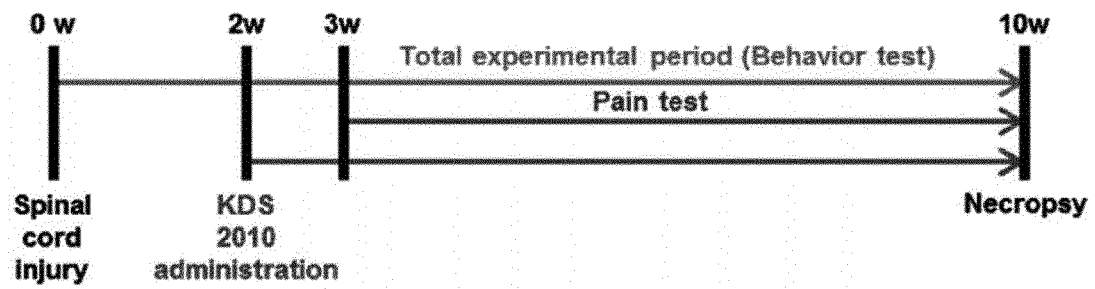 0 w 2w 3w 10w
Total experimental period (Behavior test)
Pain test
Spinal
cord
injury
KDS
2010
administration
Necropsy